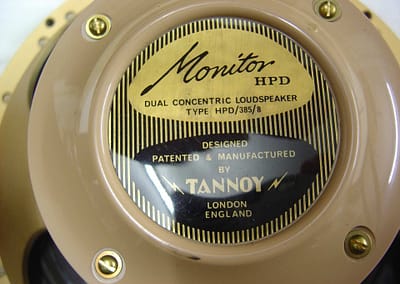 Monitor
HPD
DUAL CONCENTRIC LOUDSPEAKER
TYPE HPD/385/8
DESIGNED
PATENTED & MANUFACTURED
BY
TANNOY
LONDON
ENGLAND